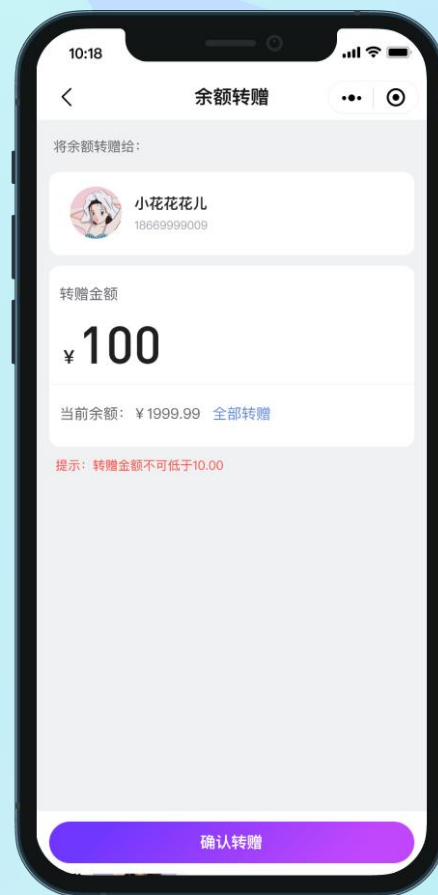 10:18
余额转赠
将余额转赠给：
小花花花儿
18669999009
转赠金额
¥100
当前余额：¥1999.99 全部转赠
提示：转赠金额不可低于10.00
确认转赠